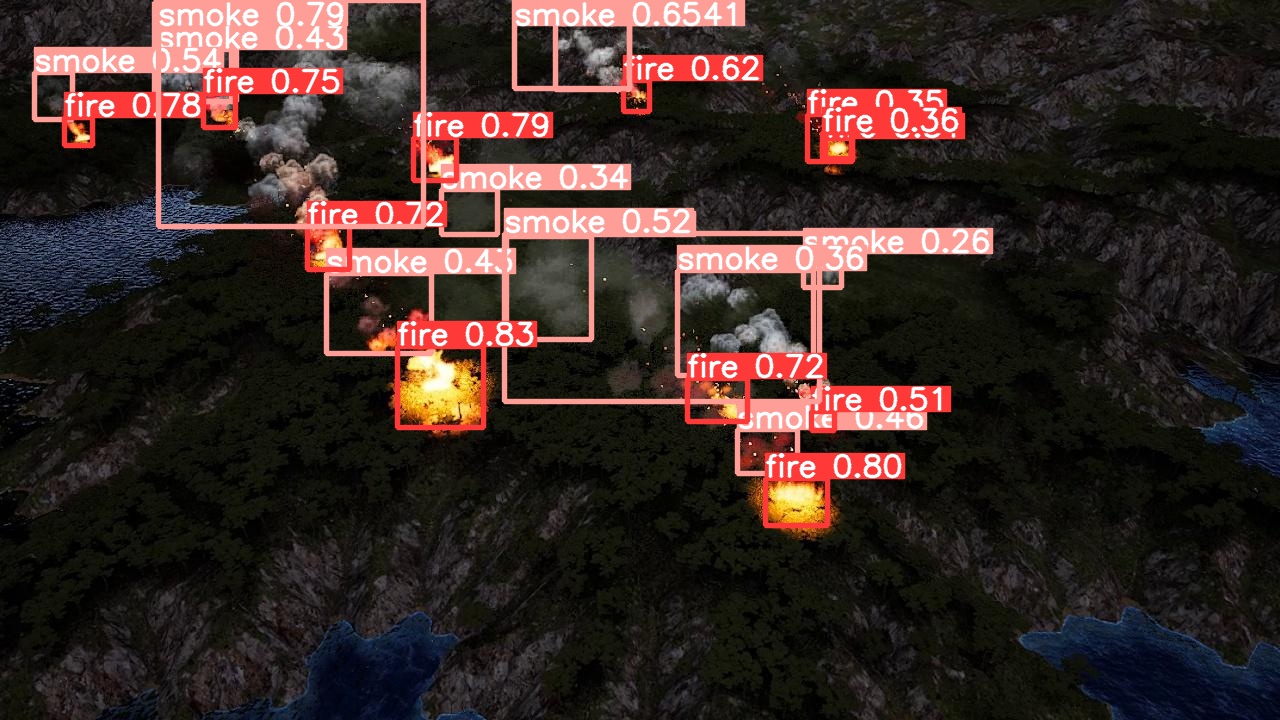 smoke 0.79
smoke 0.6541
smoke 0.43
smoke 0.54
fire 0.62
fire 0.75
fire 0.78
fire 0.35
fire 0.36
fire 0.79
smoke 0.34
fire 0.72
smoke 0.52
smoke 0.26
smoke 0.36
smoke 0.43
fire 0.83
fire 0.72
fire 0.51
smoke 0.46
fire 0.80